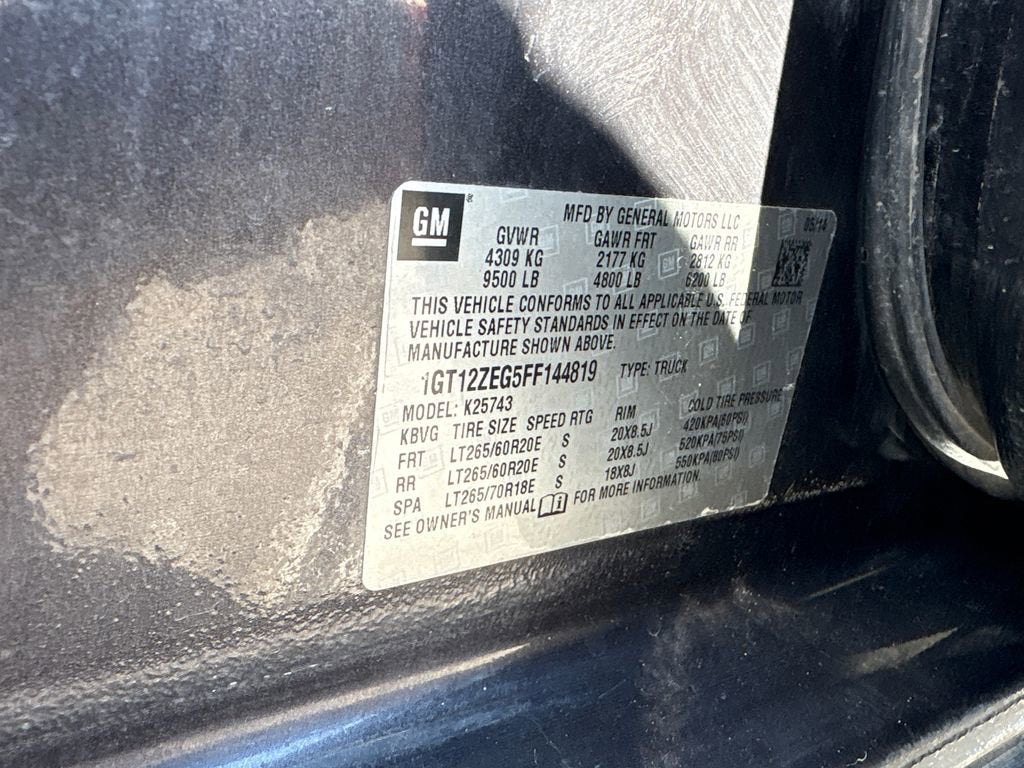 GM®
MFD BY GENERAL MOTORS LLC 05/14
GVWR GAWR FRT GAWR RR
4309 KG 2177 KG 2812 KG
9500 LB 4800 LB 6200 LB
THIS VEHICLE CONFORMS TO ALL APPLICABLE U.S. FEDERAL MOTOR
VEHICLE SAFETY STANDARDS IN EFFECT ON THE DATE OF
MANUFACTURE SHOWN ABOVE.
1GT12ZEG5FF144819 TYPE: TRUCK
MODEL: K25743
KBVG TIRE SIZE SPEED RTG RIM COLD TIRE PRESSURE
FRT LT265/60R20E S 20X8.5J 420KPA(60PSI)
RR LT265/60R20E S 20X8.5J 520KPA(75PSI)
SPA LT265/70R18E S 18X8J 550KPA(80PSI)
SEE OWNER'S MANUAL FOR MORE INFORMATION.